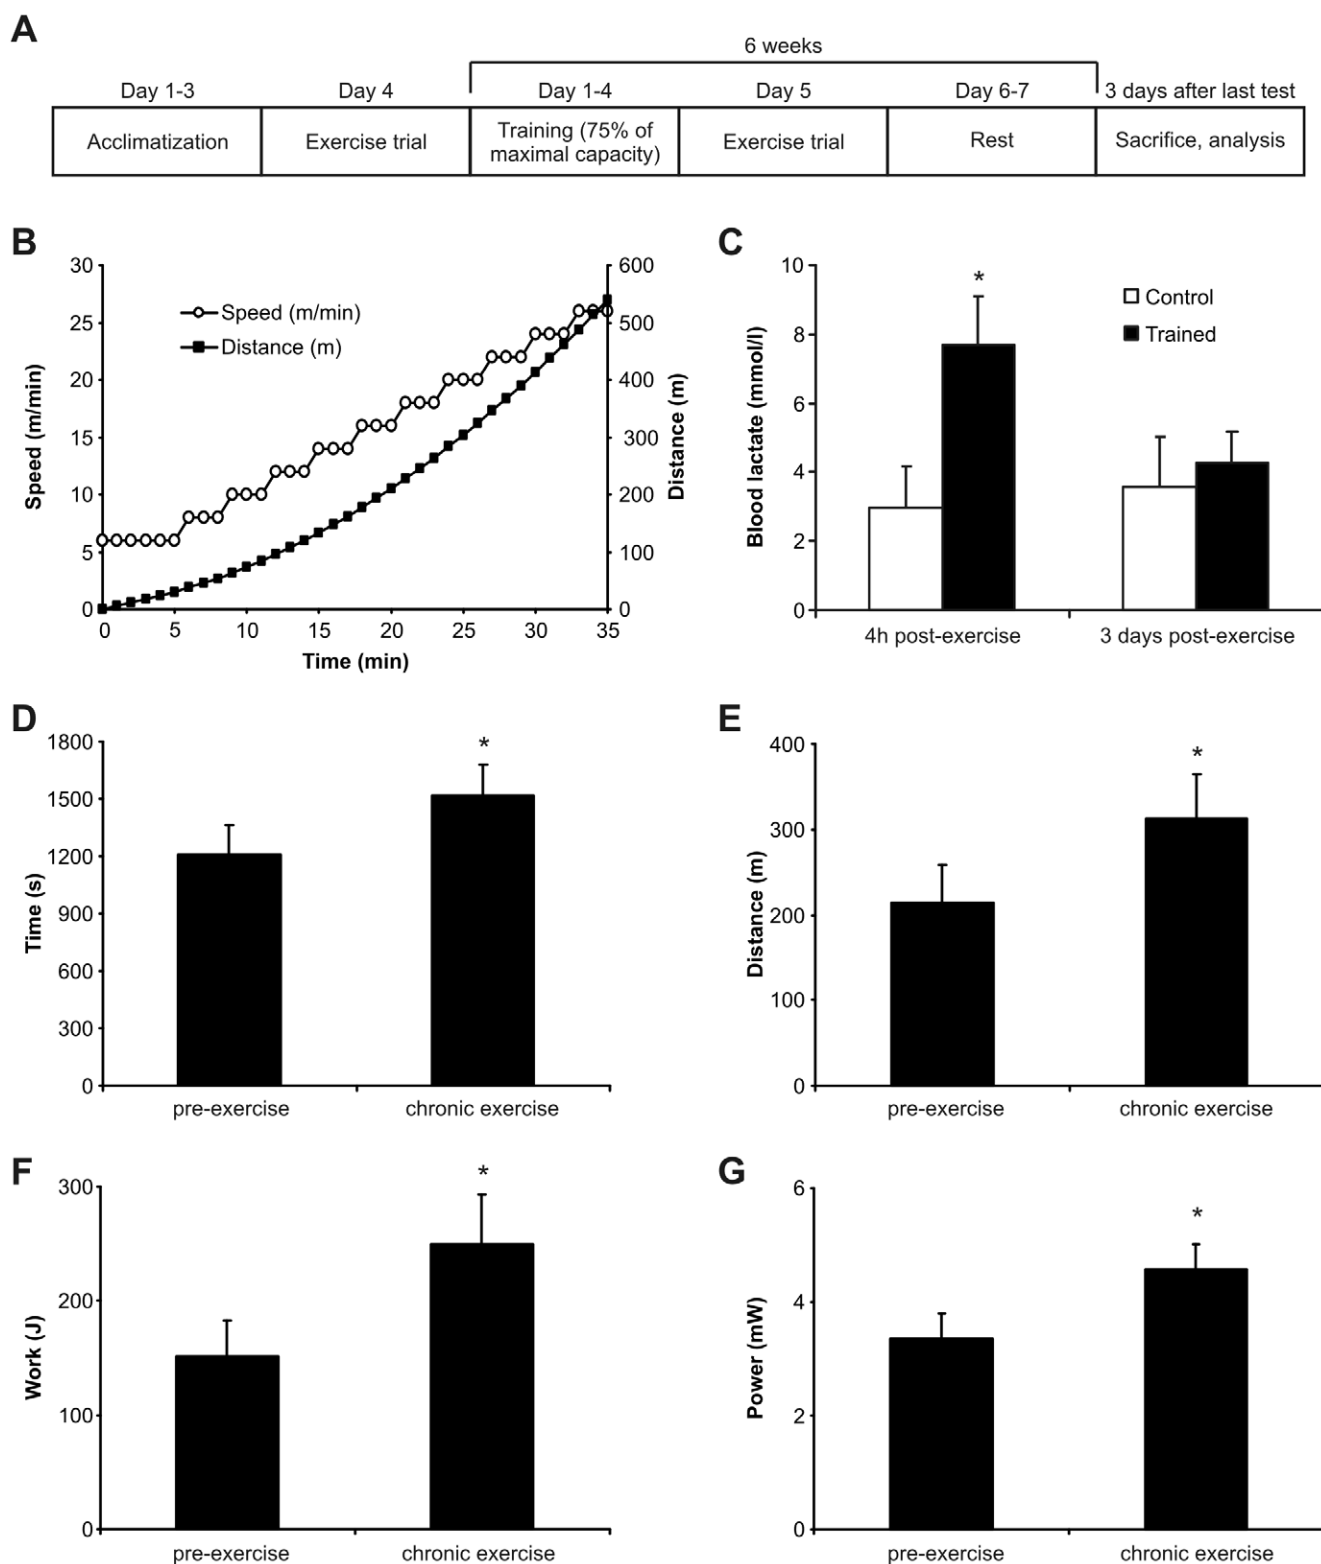 A
6 weeks
Day 1-3
Day 4
Day 1-4
Day 5
Day 6-7
3 days after last test
Acclimatization
Exercise trial
Training (75% of
maximal capacity)
Exercise trial
Rest
Sacrifice, analysis
B
30
25
20
15
10
5
0
Speed (m/min)
600
500
400
300
200
100
0
Distance (m)
Speed (m/min)
Distance (m)
0 5 10 15 20 25 30 35
Time (min)
C
10
8
6
4
2
0
Blood lactate (mmol/l)
*
Control
Trained
4h post-exercise
3 days post-exercise
D
1800
1500
1200
900
600
300
0
Time (s)
*
pre-exercise
chronic exercise
E
400
300
200
100
0
Distance (m)
*
pre-exercise
chronic exercise
F
300
200
100
0
Work (J)
*
pre-exercise
chronic exercise
G
6
4
2
0
Power (mW)
*
pre-exercise
chronic exercise